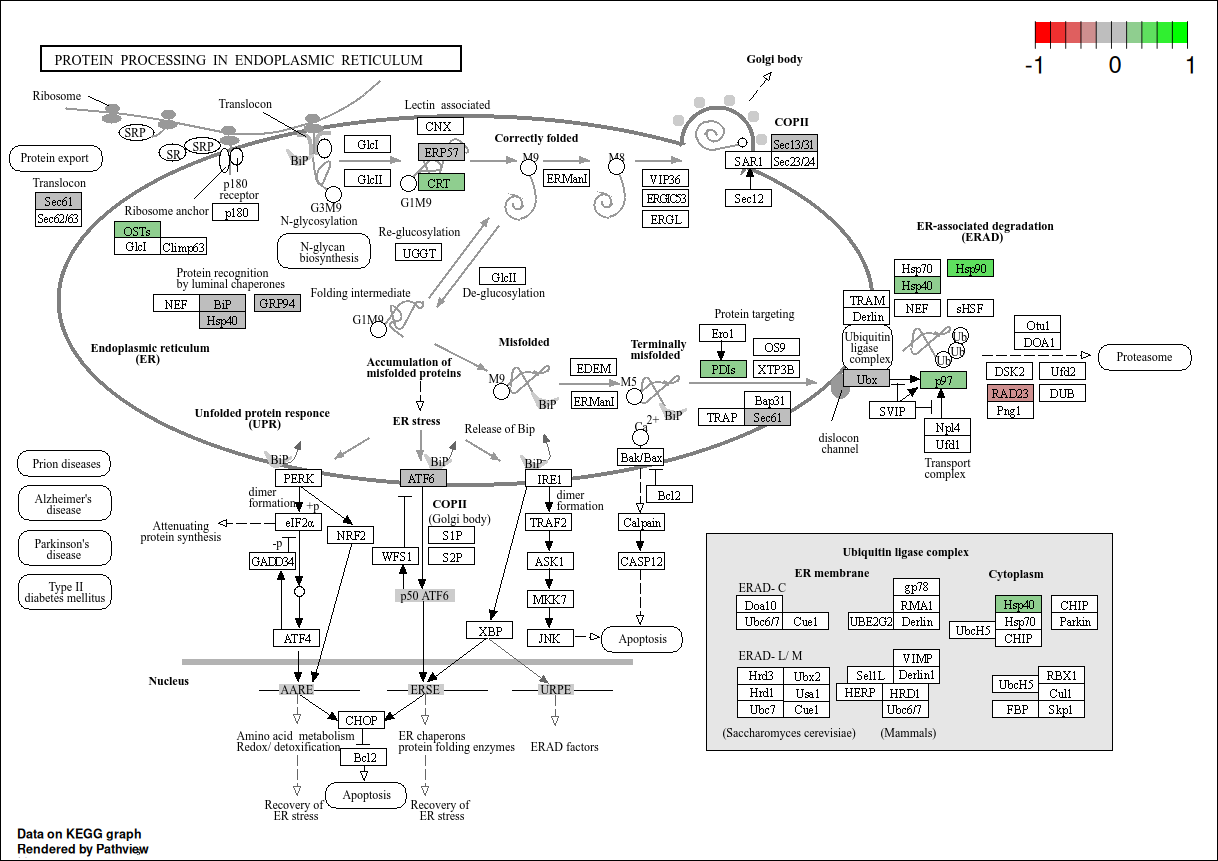 PROTEIN PROCESSING IN ENDOPLASMIC RETICULUM
-1 0 1
Golgi body
Ribosome
SRP
SR
SRP
Translocon
Lectin associated
CNX
ERP57
CRT
G1M9
GlcI
GlcII
BiP
G3M9
N-glycosylation
N-glycan
biosynthesis
Correctly folded
M9
ERManI
M8
VIP36
ERGIC53
ERGL
COPII
Sec13/31
SAR1
Sec23/24
Sec12
Protein export
Translocon
Sec61
Sec62/63
p180
receptor
p180
Ribosome anchor
OSTs
GlcI
Climp63
Re-glucosylation
UGGT
GlcII
De-glucosylation
Protein recognition
by luminal chaperones
NEF
BiP
GRP94
Hsp40
Folding intermediate
G1M9
Endoplasmic reticulum
(ER)
Accumulation of
misfolded proteins
ER stress
Misfolded
M9
BiP
EDEM
ERManI
Terminally
misfolded
M5
BiP
Protein targeting
Ero1
PDIs
OS9
XTP3B
Bap31
TRAP
Sec61
ER-associated degradation
(ERAD)
Hsp70
Hsp90
Hsp40
NEF
sHSF
TRAM
Derlin
Ubiquitin
ligase
complex
Ubx
Ub
Ub
Ub
p97
SVIP
Npl4
Ufd1
Transport
complex
dislocon
channel
Otu1
DOA1
DSK2
Ufd2
RAD23
DUB
Png1
Proteasome
Unfolded protein responce
(UPR)
Release of Bip
BiP
PERK
BiP
ATF6
BiP
IRE1
Ca2+
Bak/Bax
Bcl2
Calpain
CASP12
Apoptosis
Prion diseases
Alzheimer's
disease
Parkinson's
disease
Type II
diabetes mellitus
dimer
formation
+p
eIF2α
Attenuating
protein synthesis
-p
GADD34
NRF2
ATF4
COPII
(Golgi body)
S1P
S2P
WFS1
p50 ATF6
dimer
formation
TRAF2
ASK1
MKK7
JNK
XBP
Nucleus
AARE
ERSE
URPE
CHOP
Bcl2
Apoptosis
Amino acid metabolism
Redox/ detoxification
ER chaperons
protein folding enzymes
ERAD factors
Recovery of
ER stress
Recovery of
ER stress
Ubiquitin ligase complex
ER membrane
Cytoplasm
ERAD- C
Doa10
Ubc6/7
Cue1
gp78
RMA1
UBE2G2
Derlin
Hsp40
Hsp70
UbcH5
CHIP
CHIP
Parkin
ERAD- L/ M
Hrd3
Ubx2
Hrd1
Usa1
Ubc7
Cue1
VIMP
Sel1L
Derlin1
HERP
HRD1
Ubc6/7
RBX1
UbcH5
Cul1
FBP
Skp1
(Saccharomyces cerevisiae)
(Mammals)
Data on KEGG graph
Rendered by Pathview